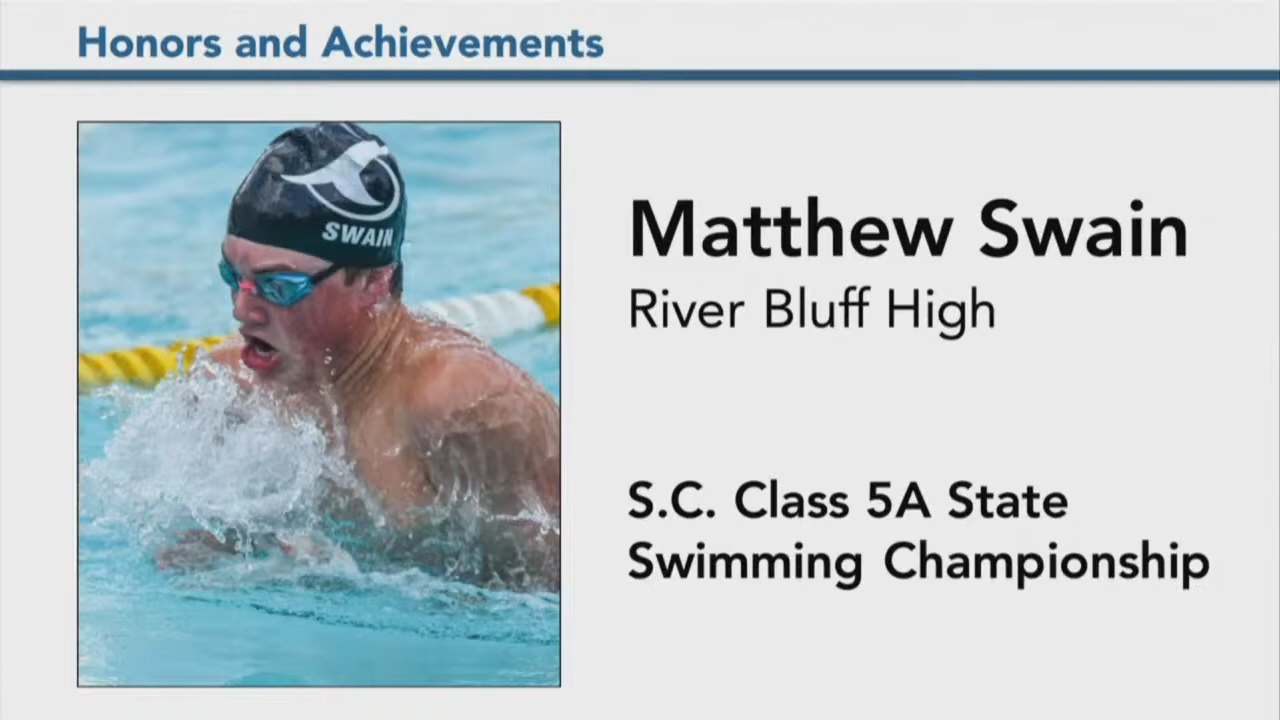 Honors and Achievements
SWAIN
Matthew Swain
River Bluff High
S.C. Class 5A State
Swimming Championship